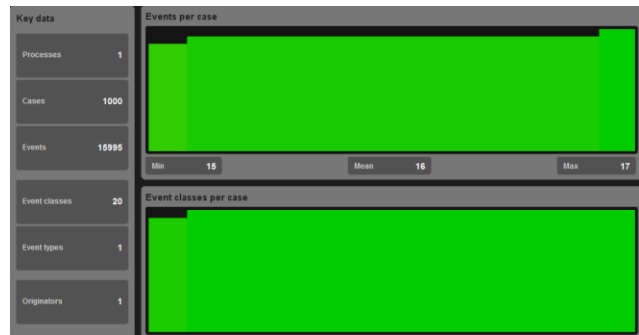 Key data
Processes 1
Cases 1000
Events 15995
Event classes 20
Event types 1
Originators 1
Events per case
Min 15 Mean 16 Max 17
Event classes per case